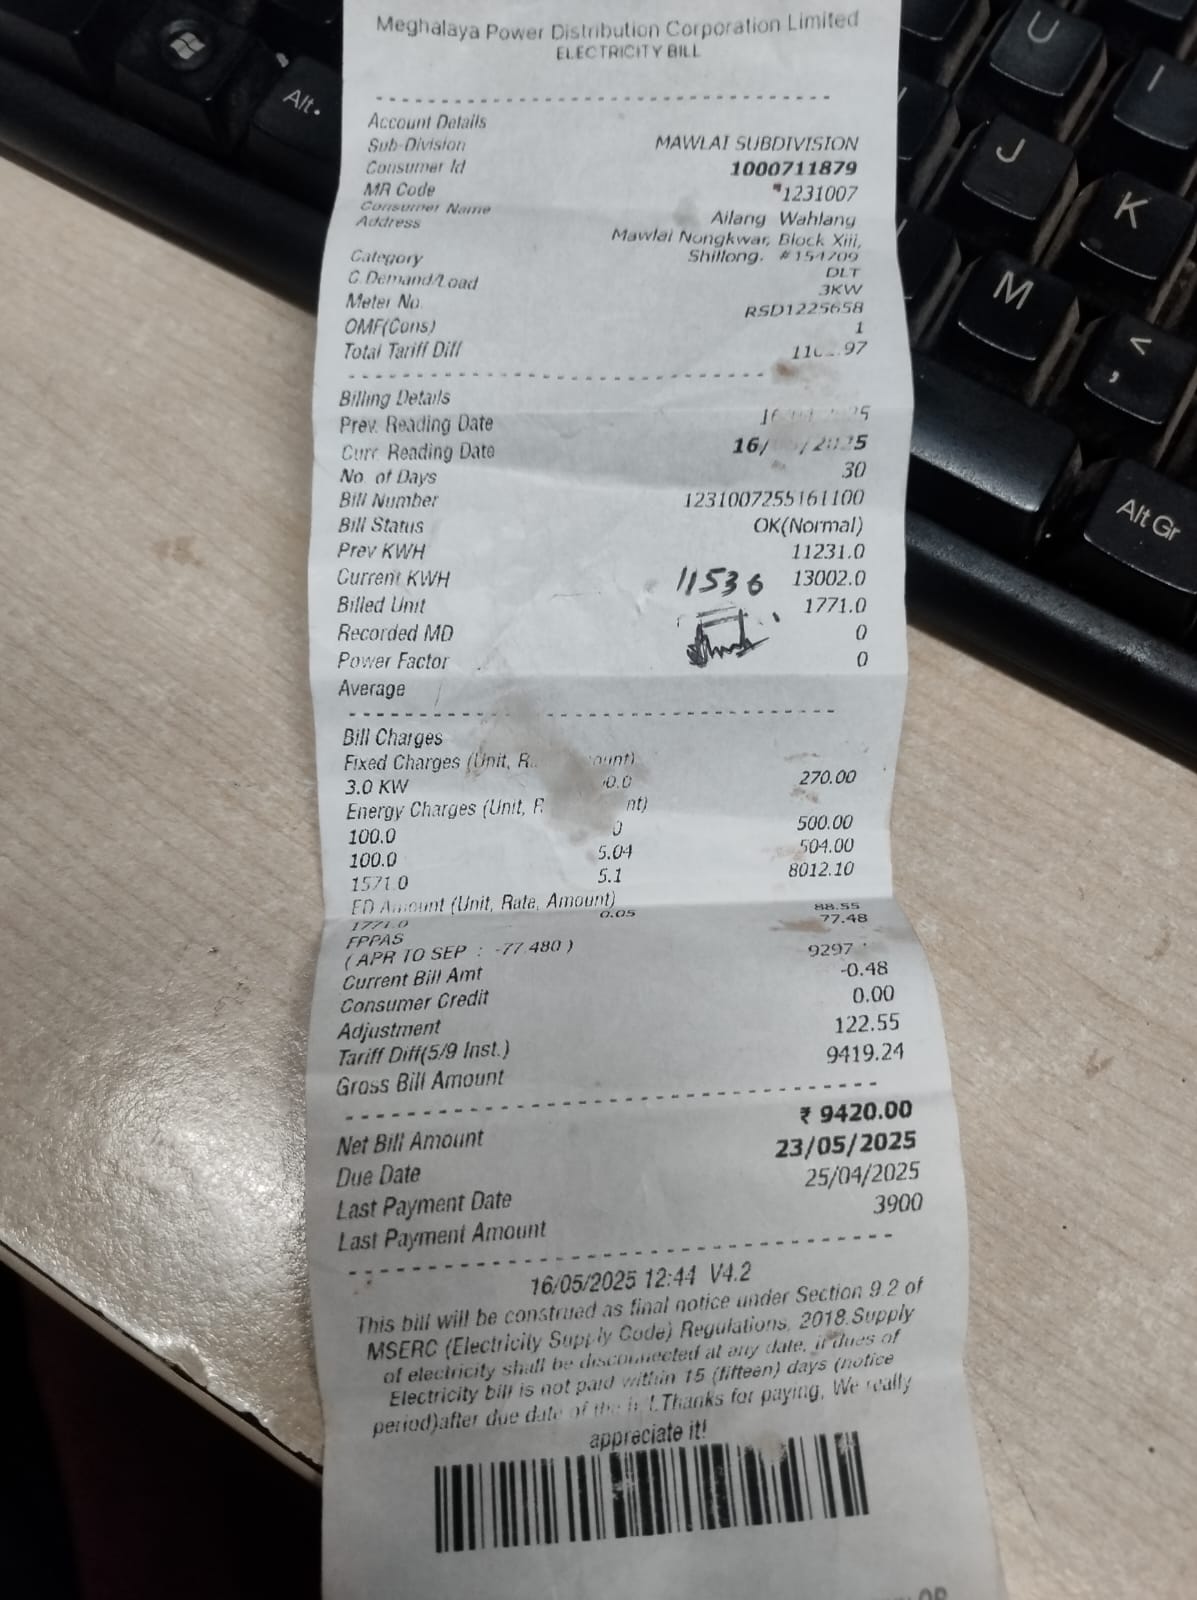 Meghalaya Power Distribution Corporation Limited
ELECTRICITY BILL
Account Details
Sub-Division MAWLAI SUBDIVISION
Consumer Id 1000711879
MR Code 1231007
Consumer Name Ailang Wahlang
Address Mawlai Nongkwar, Block Xiii,
Shillong. #154709
Category DLT
C.Demand/Load 3KW
Meter No. RSD1225658
OMF(Cons) 1
Total Tariff Diff
Billing Details
Prev. Reading Date
Curr. Reading Date
No. of Days 30
Bill Number 1231007255161100
Bill Status OK(Normal)
Prev KWH 11231.0
Current KWH 11536 13002.0
Billed Unit 1771.0
Recorded MD 0
Power Factor 0
Average
Bill Charges
Fixed Charges (Unit,
3.0 KW 270.00
Energy Charges (Unit,
100.0 500.00
100.0 5.04 504.00
1571.0 5.1 8012.10
ED Amount (Unit, Rate, Amount)
1771.0 0.05 88.55
FPPAS 77.48
( APR TO SEP : -77.480 )
Current Bill Amt 9297
Consumer Credit -0.48
Adjustment 0.00
Tariff Diff(5/9 Inst.) 122.55
Gross Bill Amount 9419.24
Net Bill Amount ₹ 9420.00
Due Date 23/05/2025
Last Payment Date 25/04/2025
Last Payment Amount 3900
16/05/2025 12:44 V4.2
This bill will be construed as final notice under Section 9.2 of
MSERC (Electricity Supply Code) Regulations, 2018.Supply
of electricity shall be disconnected at any date, if dues of
Electricity bill is not paid within 15 (fifteen) days (notice
period)after due date of the bill.Thanks for paying, We really
appreciate it!
U
I
J
K
M
<
,
Alt
Alt Gr